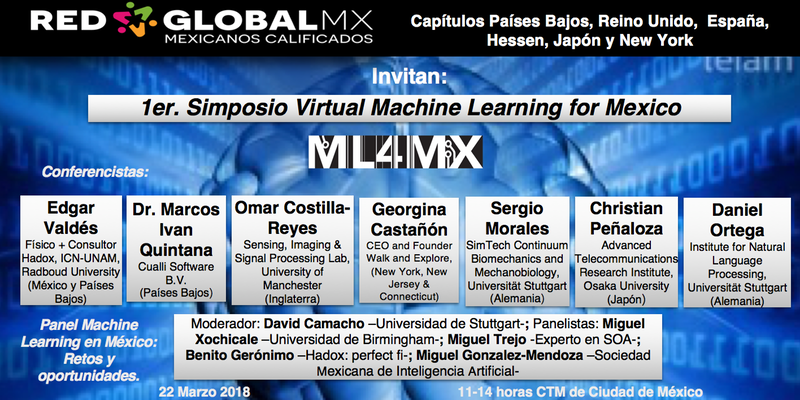 RED GLOBALMX
MEXICANOS CALIFICADOS
Capítulos Países Bajos, Reino Unido, España,
Hessen, Japón y New York
telam
Invitan:
1er. Simposio Virtual Machine Learning for Mexico
ML4MX
Conferencistas:
Edgar
Valdés
Físico + Consultor
Hadox, ICN-UNAM,
Radboud University
(México y Países
Bajos)
Dr. Marcos
Ivan
Quintana
Cualli Software
B.V.
(Países Bajos)
Omar Costilla-
Reyes
Sensing, Imaging &
Signal Processing Lab,
University of
Manchester
(Inglaterra)
Georgina
Castañón
CEO and Founder
Walk and Explore,
(New York, New
Jersey &
Connecticut)
Sergio
Morales
SimTech Continuum
Biomechanics and
Mechanobiology,
Universität Stuttgart
(Alemania)
Christian
Peñaloza
Advanced
Telecommunications
Research Institute,
Osaka University
(Japón)
Daniel
Ortega
Institute for Natural
Language
Processing,
Universität Stuttgart
(Alemania)
Panel Machine
Learning en México:
Retos y
oportunidades.
Moderador: David Camacho –Universidad de Stuttgart-; Panelistas: Miguel
Xochicale –Universidad de Birmingham-; Miguel Trejo -Experto en SOA-;
Benito Gerónimo –Hadox: perfect fi-; Miguel Gonzalez-Mendoza –Sociedad
Mexicana de Inteligencia Artificial-
22 Marzo 2018
11-14 horas CTM de Ciudad de México